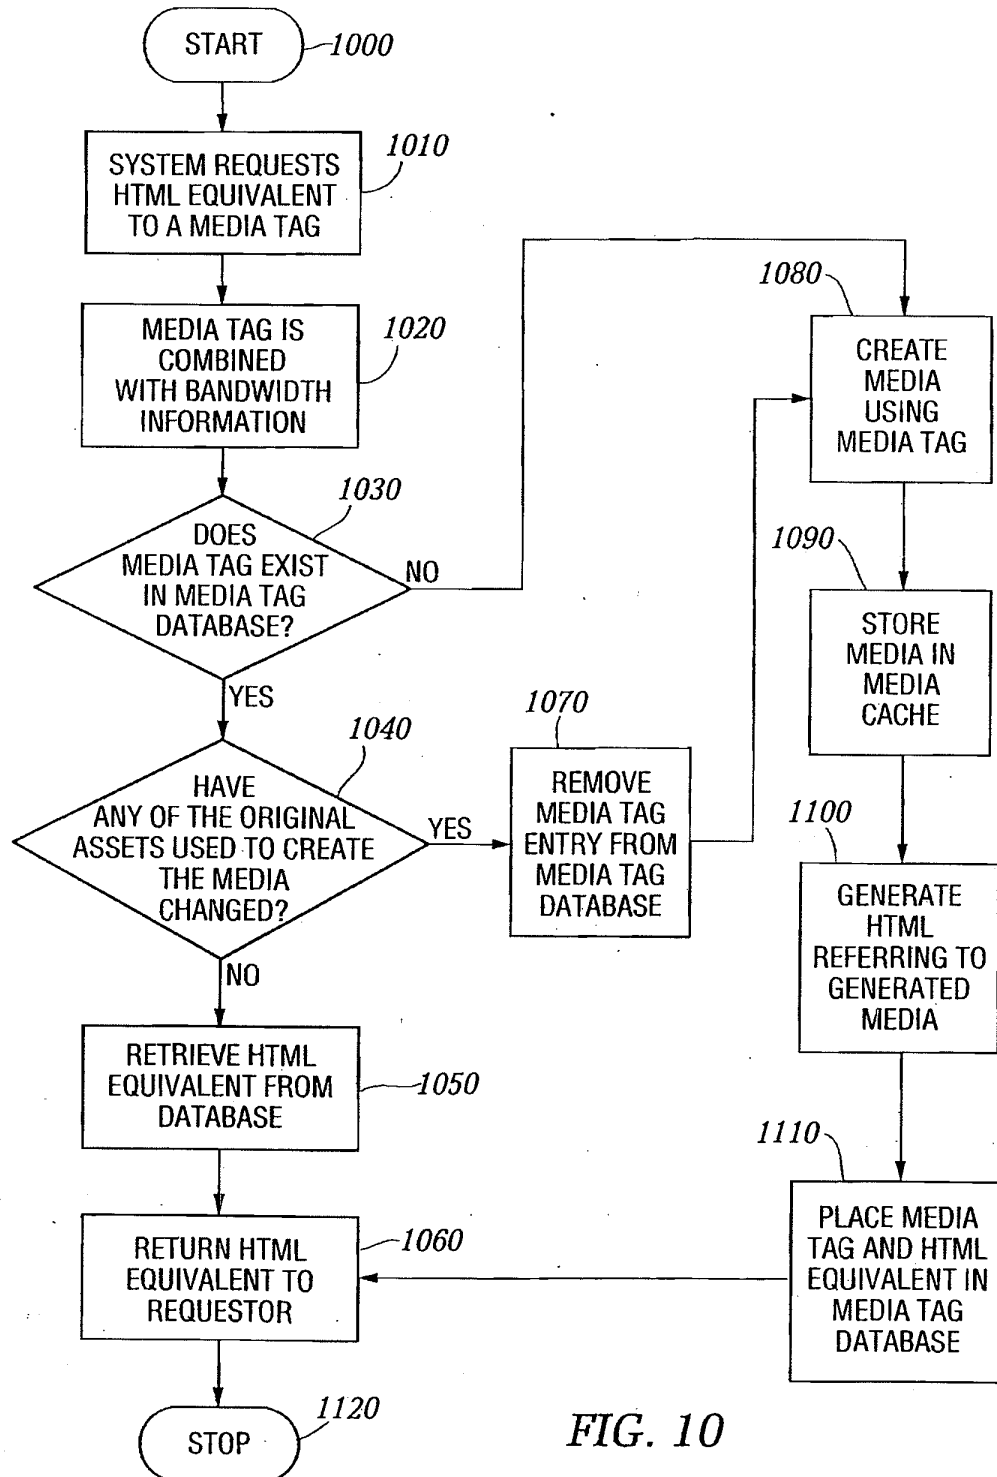 START
1000
SYSTEM REQUESTS
HTML EQUIVALENT
TO A MEDIA TAG
1010
MEDIA TAG IS
COMBINED
WITH BANDWIDTH
INFORMATION
1020
DOES
MEDIA TAG EXIST
IN MEDIA TAG
DATABASE?
1030
NO
YES
HAVE
ANY OF THE ORIGINAL
ASSETS USED TO CREATE
THE MEDIA
CHANGED?
1040
YES
NO
REMOVE
MEDIA TAG
ENTRY FROM
MEDIA TAG
DATABASE
1070
RETRIEVE HTML
EQUIVALENT FROM
DATABASE
1050
RETURN HTML
EQUIVALENT TO
REQUESTOR
1060
STOP
1120
1080
CREATE
MEDIA
USING
MEDIA TAG
1090
STORE
MEDIA IN
MEDIA
CACHE
1100
GENERATE
HTML
REFERRING TO
GENERATED
MEDIA
1110
PLACE MEDIA
TAG AND HTML
EQUIVALENT IN
MEDIA TAG
DATABASE
FIG. 10